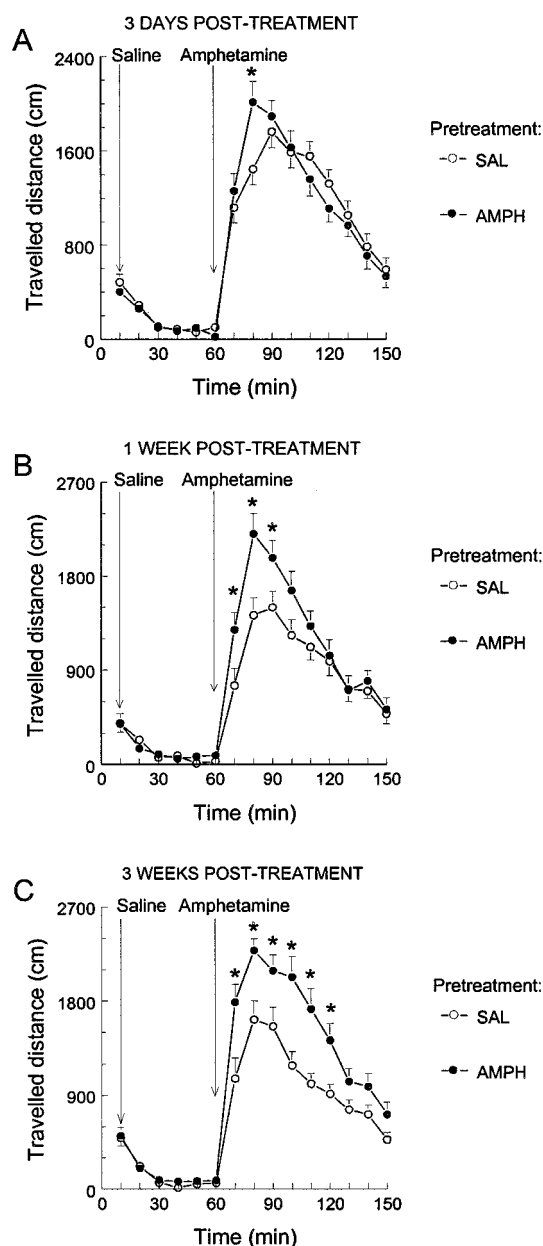 3 DAYS POST-TREATMENT
A
Saline Amphetamine
2400
*
1600
800
0
Travelled distance (cm)
0 30 60 90 120 150
Time (min)
Pretreatment:
SAL
AMPH
1 WEEK POST-TREATMENT
B
Saline Amphetamine
2700
* * *
1800
900
0
Travelled distance (cm)
0 30 60 90 120 150
Time (min)
Pretreatment:
SAL
AMPH
3 WEEKS POST-TREATMENT
C
Saline Amphetamine
2700
* * * * * *
1800
900
0
Travelled distance (cm)
0 30 60 90 120 150
Time (min)
Pretreatment:
SAL
AMPH